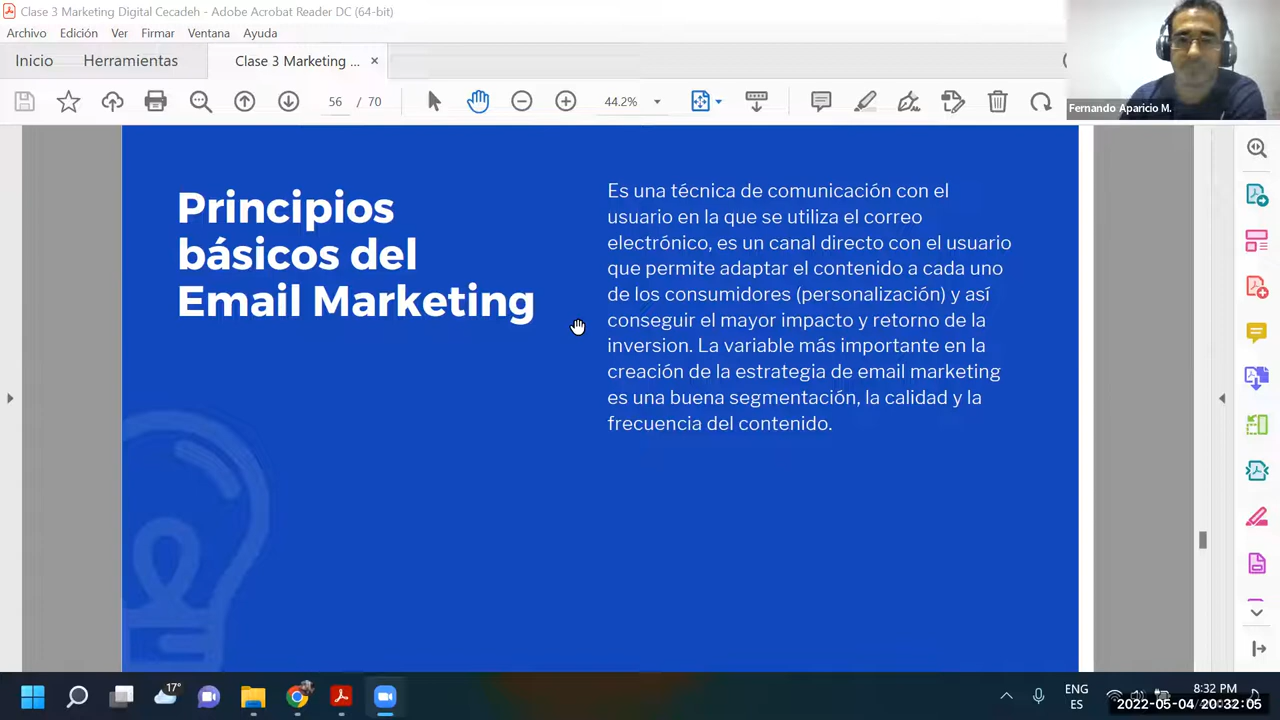 Clase 3 Marketing Digital Cecadeh - Adobe Acrobat Reader DC (64-bit)
Archivo Edición Ver Firmar Ventana Ayuda
Inicio Herramientas Clase 3 Marketing ... ×
56 / 70 44.2%
Fernando Aparicio M.
Principios
básicos del
Email Marketing
Es una técnica de comunicación con el
usuario en la que se utiliza el correo
electrónico, es un canal directo con el usuario
que permite adaptar el contenido a cada uno
de los consumidores (personalización) y así
conseguir el mayor impacto y retorno de la
inversion. La variable más importante en la
creación de la estrategia de email marketing
es una buena segmentación, la calidad y la
frecuencia del contenido.
17°
ENG
ES
8:32 PM
2022-05-04 20:32:05